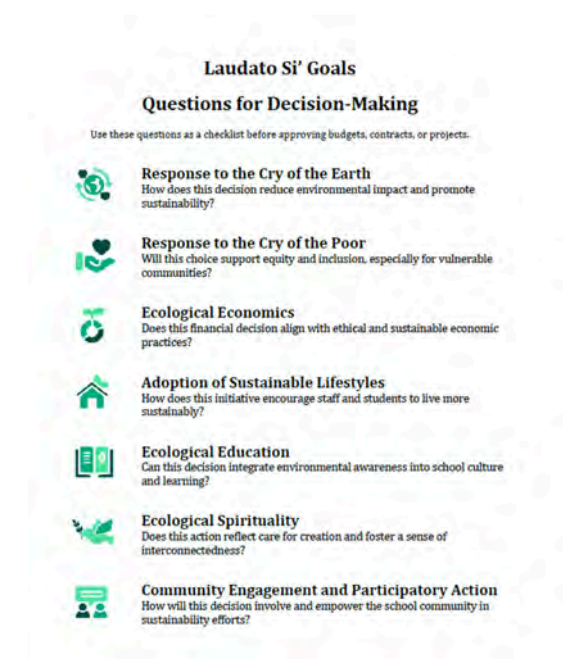 Laudato Si’ Goals
Questions for Decision-Making
Use these questions as a checklist before approving budgets, contracts, or projects.
Response to the Cry of the Earth
How does this decision reduce environmental impact and promote
sustainability?
Response to the Cry of the Poor
Will this choice support equity and inclusion, especially for vulnerable
communities?
Ecological Economics
Does this financial decision align with ethical and sustainable economic
practices?
Adoption of Sustainable Lifestyles
How does this initiative encourage staff and students to live more
sustainably?
Ecological Education
Can this decision integrate environmental awareness into school culture
and learning?
Ecological Spirituality
Does this action reflect care for creation and foster a sense of
interconnectedness?
Community Engagement and Participatory Action
How will this decision involve and empower the school community in
sustainability efforts?